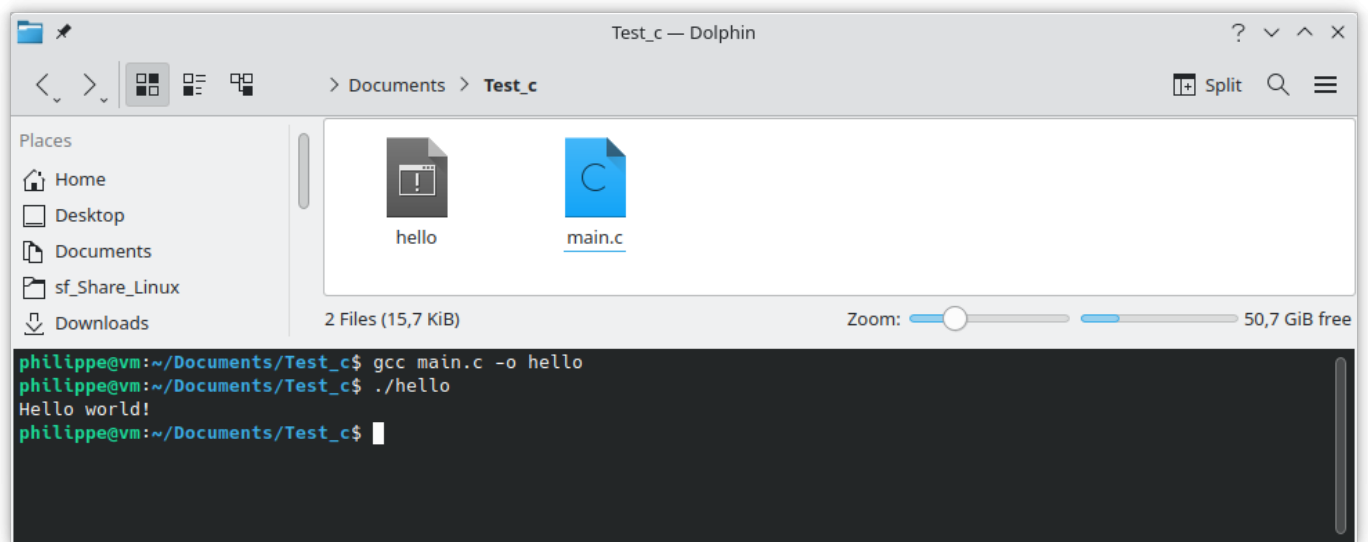 Test_c — Dolphin
> Documents > Test_c
Split
Places
Home
Desktop
Documents
sf_Share_Linux
Downloads
hello
main.c
2 Files (15,7 KiB)
Zoom:
50,7 GiB free
philippe@vm:~/Documents/Test_c$ gcc main.c -o hello
philippe@vm:~/Documents/Test_c$ ./hello
Hello world!
philippe@vm:~/Documents/Test_c$